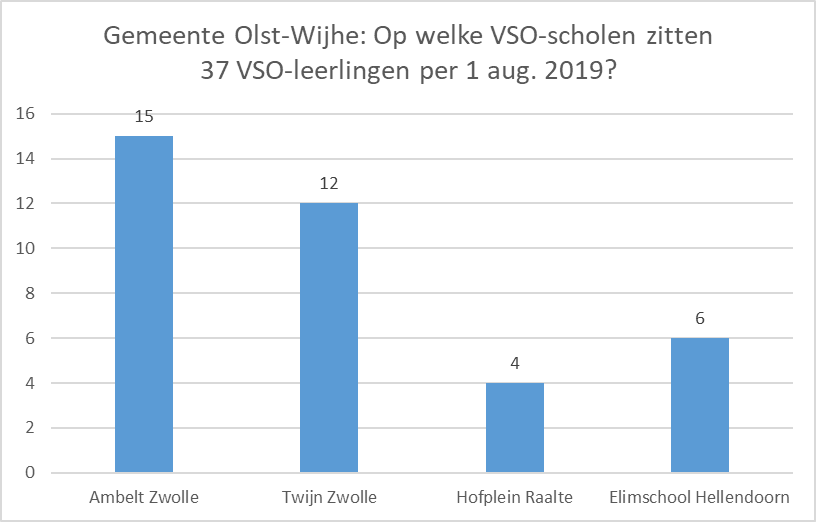 Gemeente Olst-Wijhe: Op welke VSO-scholen zitten
37 VSO-leerlingen per 1 aug. 2019?
16
14
12
10
8
6
4
2
0
15
12
4
6
Ambelt Zwolle
Twijn Zwolle
Hofplein Raalte
Elimschool Hellendoorn